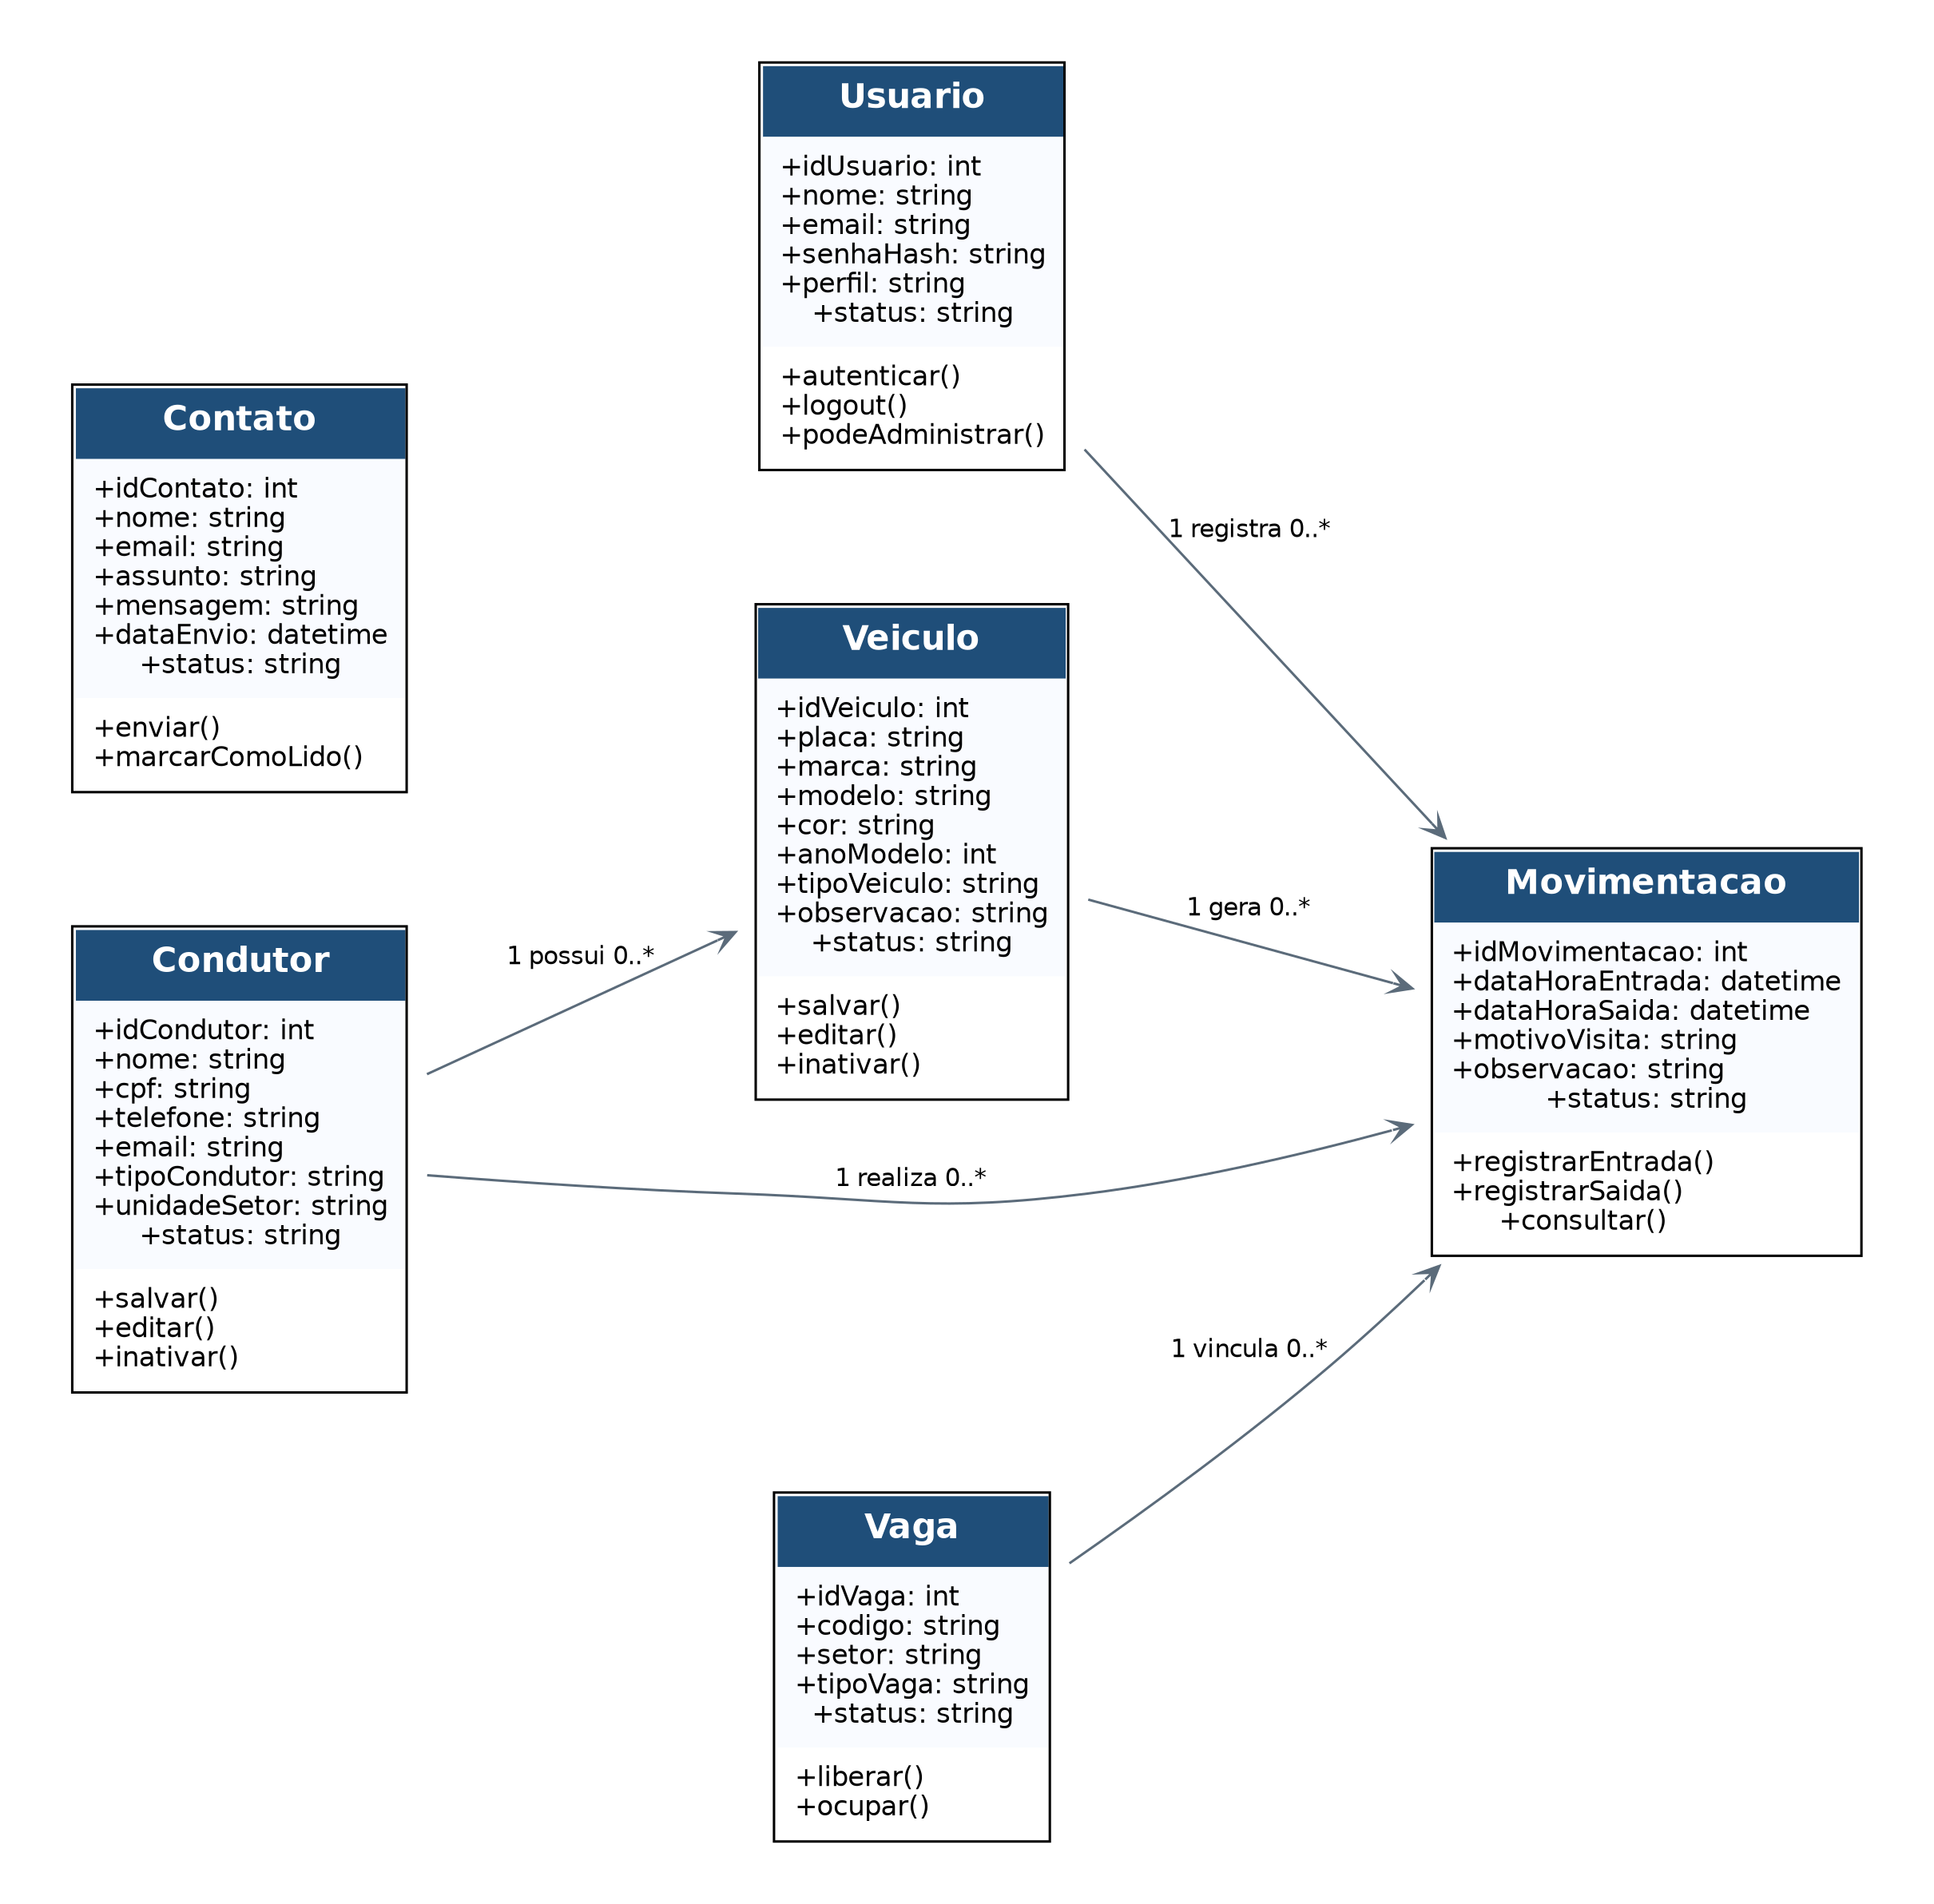 Usuario
+idUsuario: int
+nome: string
+email: string
+senhaHash: string
+perfil: string
+status: string
+autenticar()
+logout()
+podeAdministrar()
Contato
+idContato: int
+nome: string
+email: string
+assunto: string
+mensagem: string
+dataEnvio: datetime
+status: string
+enviar()
+marcarComoLido()
1 registra 0..*
Veiculo
+idVeiculo: int
+placa: string
+marca: string
+modelo: string
+cor: string
+anoModelo: int
+tipoVeiculo: string
+observacao: string
+status: string
+salvar()
+editar()
+inativar()
1 gera 0..*
Movimentacao
+idMovimentacao: int
+dataHoraEntrada: datetime
+dataHoraSaida: datetime
+motivoVisita: string
+observacao: string
+status: string
+registrarEntrada()
+registrarSaida()
+consultar()
Condutor
+idCondutor: int
+nome: string
+cpf: string
+telefone: string
+email: string
+tipoCondutor: string
+unidadeSetor: string
+status: string
+salvar()
+editar()
+inativar()
1 possui 0..*
1 realiza 0..*
1 vincula 0..*
Vaga
+idVaga: int
+codigo: string
+setor: string
+tipoVaga: string
+status: string
+liberar()
+ocupar()